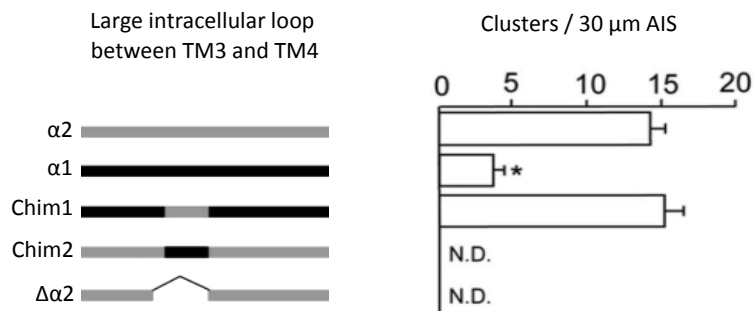 Large intracellular loop
between TM3 and TM4
Clusters / 30 μm AIS
0 5 10 15 20
α2
α1
*
Chim1
Chim2
N.D.
Δα2
N.D.